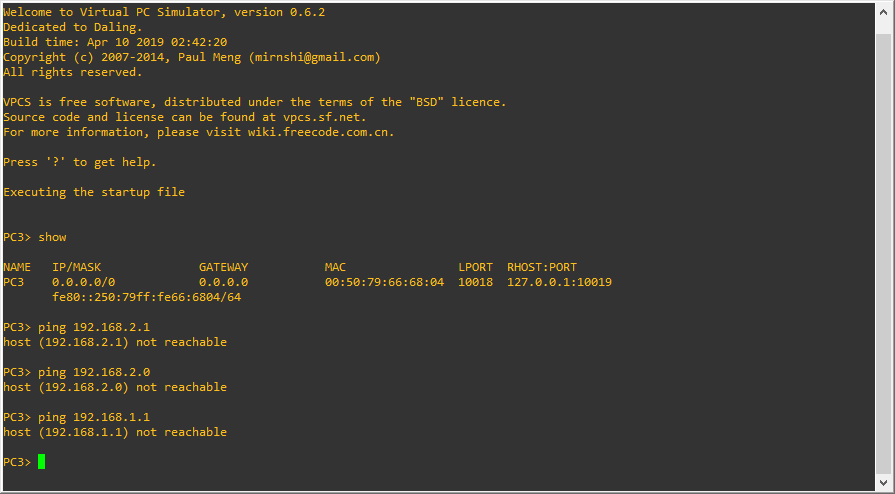 Welcome to Virtual PC Simulator, version 0.6.2
Dedicated to Daling.
Build time: Apr 10 2019 02:42:20
Copyright (c) 2007-2014, Paul Meng (mirnshi@gmail.com)
All rights reserved.
VPCS is free software, distributed under the terms of the "BSD" licence.
Source code and license can be found at vpcs.sf.net.
For more information, please visit wiki.freecode.com.cn.
Press '?' to get help.
Executing the startup file
PC3> show
NAME   IP/MASK              GATEWAY           MAC                LPORT  RHOST:PORT
PC3    0.0.0.0/0            0.0.0.0           00:50:79:66:68:04  10018  127.0.0.1:10019
       fe80::250:79ff:fe66:6804/64
PC3> ping 192.168.2.1
host (192.168.2.1) not reachable
PC3> ping 192.168.2.0
host (192.168.2.0) not reachable
PC3> ping 192.168.1.1
host (192.168.1.1) not reachable
PC3>